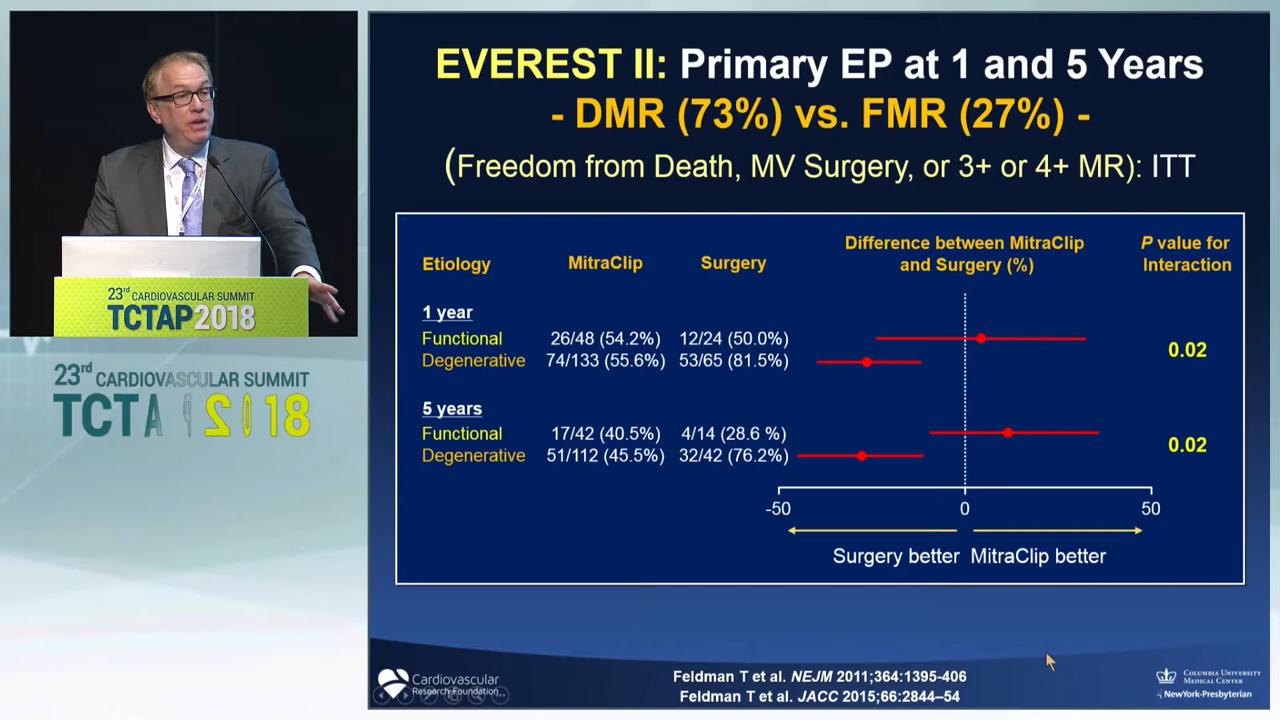 EVEREST II: Primary EP at 1 and 5 Years
- DMR (73%) vs. FMR (27%) -
(Freedom from Death, MV Surgery, or 3+ or 4+ MR): ITT
Etiology MitraClip Surgery Difference between MitraClip and Surgery (%) P value for Interaction
1 year
Functional 26/48 (54.2%) 12/24 (50.0%)
Degenerative 74/133 (55.6%) 53/65 (81.5%)
0.02
5 years
Functional 17/42 (40.5%) 4/14 (28.6 %)
Degenerative 51/112 (45.5%) 32/42 (76.2%)
0.02
-50 0 50
Surgery better MitraClip better
Feldman T et al. NEJM 2011;364:1395-406
Feldman T et al. JACC 2015;66:2844–54
Cardiovascular
Research Foundation
COLUMBIA UNIVERSITY
MEDICAL CENTER
NewYork-Presbyterian
23rd CARDIOVASCULAR SUMMIT
TCTAP2018
23rd CARDIOVASCULAR SUMMIT
TCTAP 2018